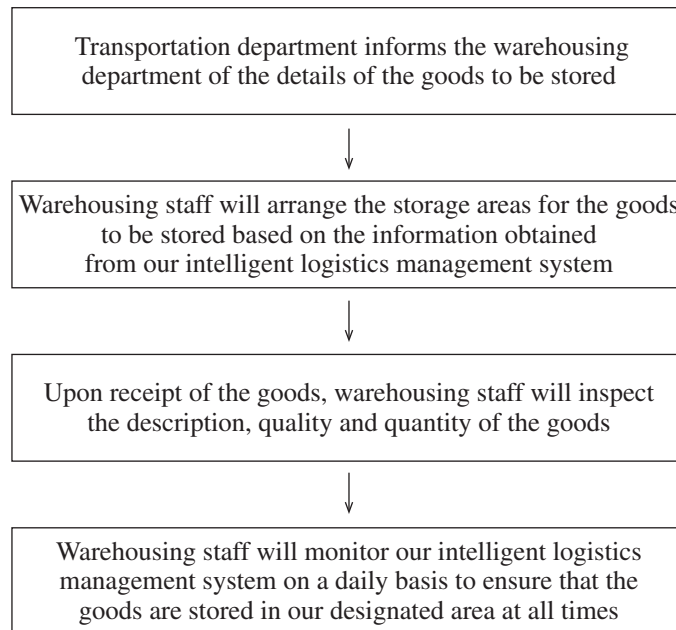 Transportation department informs the warehousing
department of the details of the goods to be stored
Warehousing staff will arrange the storage areas for the goods
to be stored based on the information obtained
from our intelligent logistics management system
Upon receipt of the goods, warehousing staff will inspect
the description, quality and quantity of the goods
Warehousing staff will monitor our intelligent logistics
management system on a daily basis to ensure that the
goods are stored in our designated area at all times